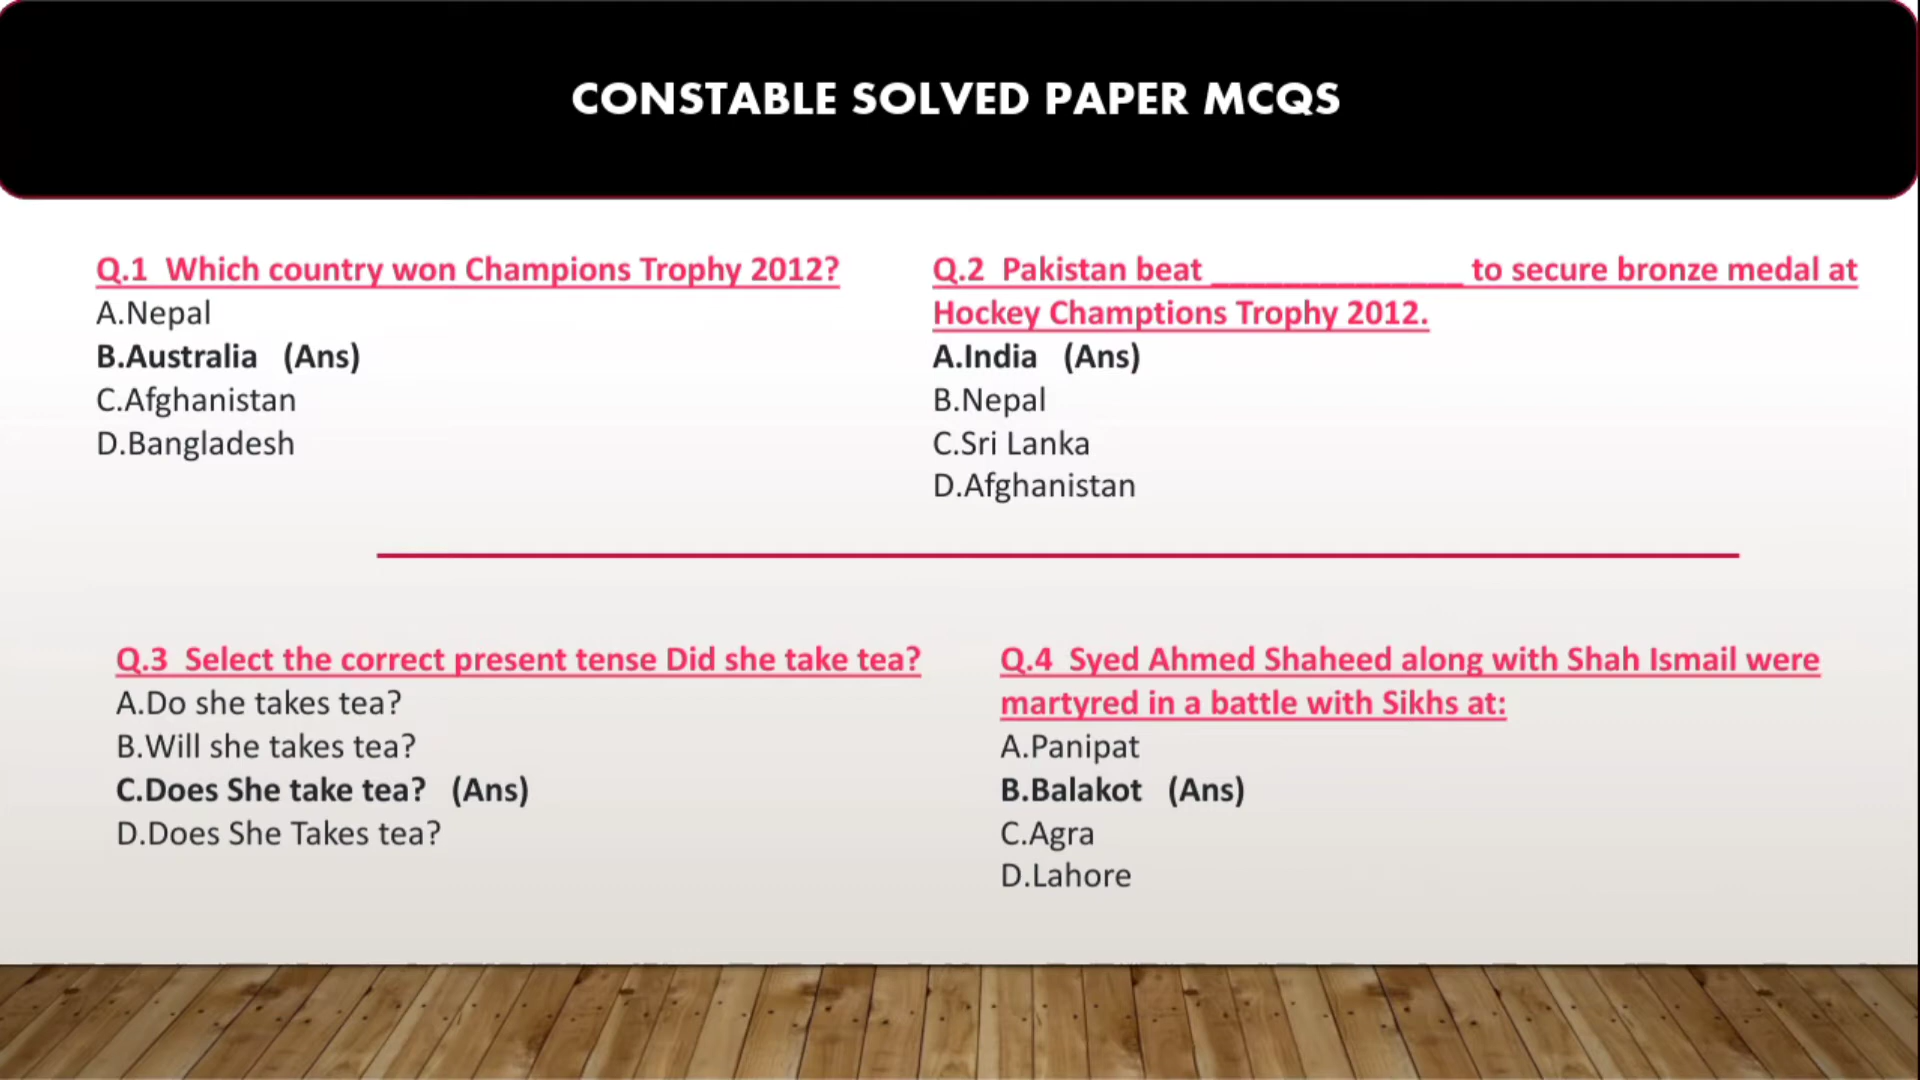 CONSTABLE SOLVED PAPER MCQS
Q.1 Which country won Champions Trophy 2012?
A.Nepal
B.Australia (Ans)
C.Afghanistan
D.Bangladesh
Q.2 Pakistan beat ______________ to secure bronze medal at
Hockey Champtions Trophy 2012.
A.India (Ans)
B.Nepal
C.Sri Lanka
D.Afghanistan
Q.3 Select the correct present tense Did she take tea?
A.Do she takes tea?
B.Will she takes tea?
C.Does She take tea? (Ans)
D.Does She Takes tea?
Q.4 Syed Ahmed Shaheed along with Shah Ismail were
martyred in a battle with Sikhs at:
A.Panipat
B.Balakot (Ans)
C.Agra
D.Lahore